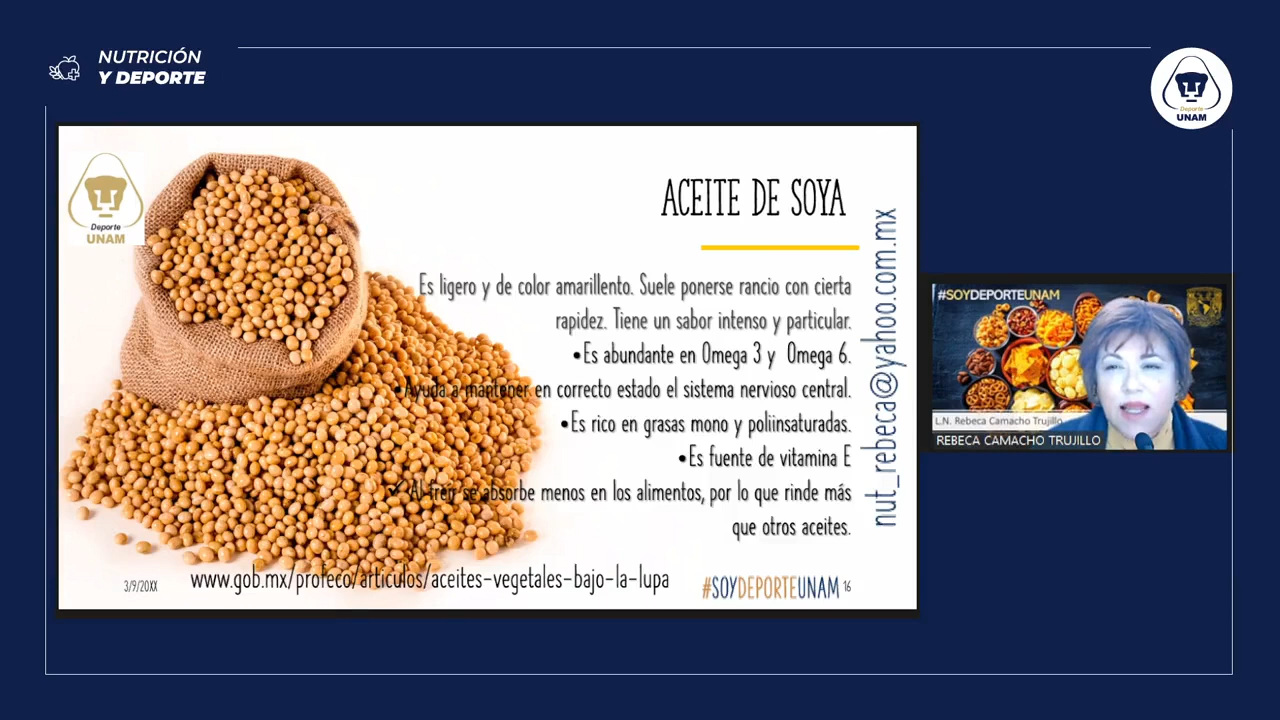 NUTRICIÓN
Y DEPORTE
Deporte
UNAM
Deporte
UNAM
ACEITE DE SOYA
Es ligero y de color amarillento. Suele ponerse rancio con cierta
rapidez. Tiene un sabor intenso y particular.
•Es abundante en Omega 3 y Omega 6.
•Ayuda a mantener en correcto estado el sistema nervioso central.
•Es rico en grasas mono y poliinsaturadas.
•Es fuente de vitamina E
✓ Al freír se absorbe menos en los alimentos, por lo que rinde más
que otros aceites.
nut_rebeca@yahoo.com.mx
3/9/20XX
www.gob.mx/profeco/articulos/aceites-vegetales-bajo-la-lupa
#SOYDEPORTEUNAM
16
#SOYDEPORTEUNAM
L.N. Rebeca Camacho Trujillo
REBECA CAMACHO TRUJILLO